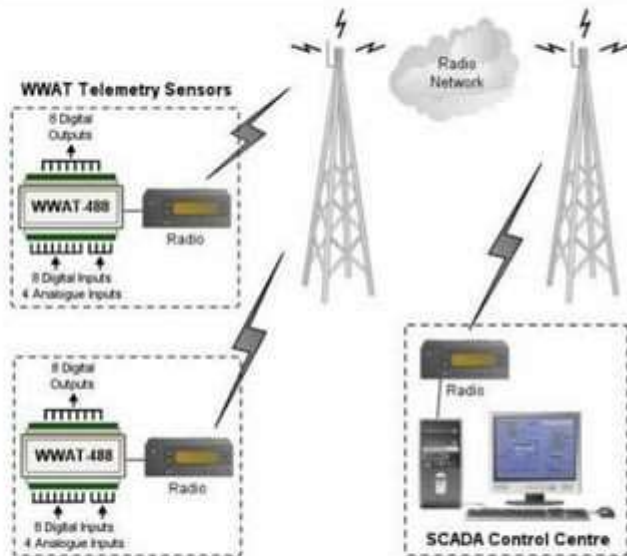 Radio
Network
WWAT Telemetry Sensors
8 Digital
Outputs
WWAT-488
Radio
8 Digital Inputs
4 Analogue Inputs
8 Digital
Outputs
WWAT-488
Radio
8 Digital Inputs
4 Analogue Inputs
Radio
SCADA Control Centre